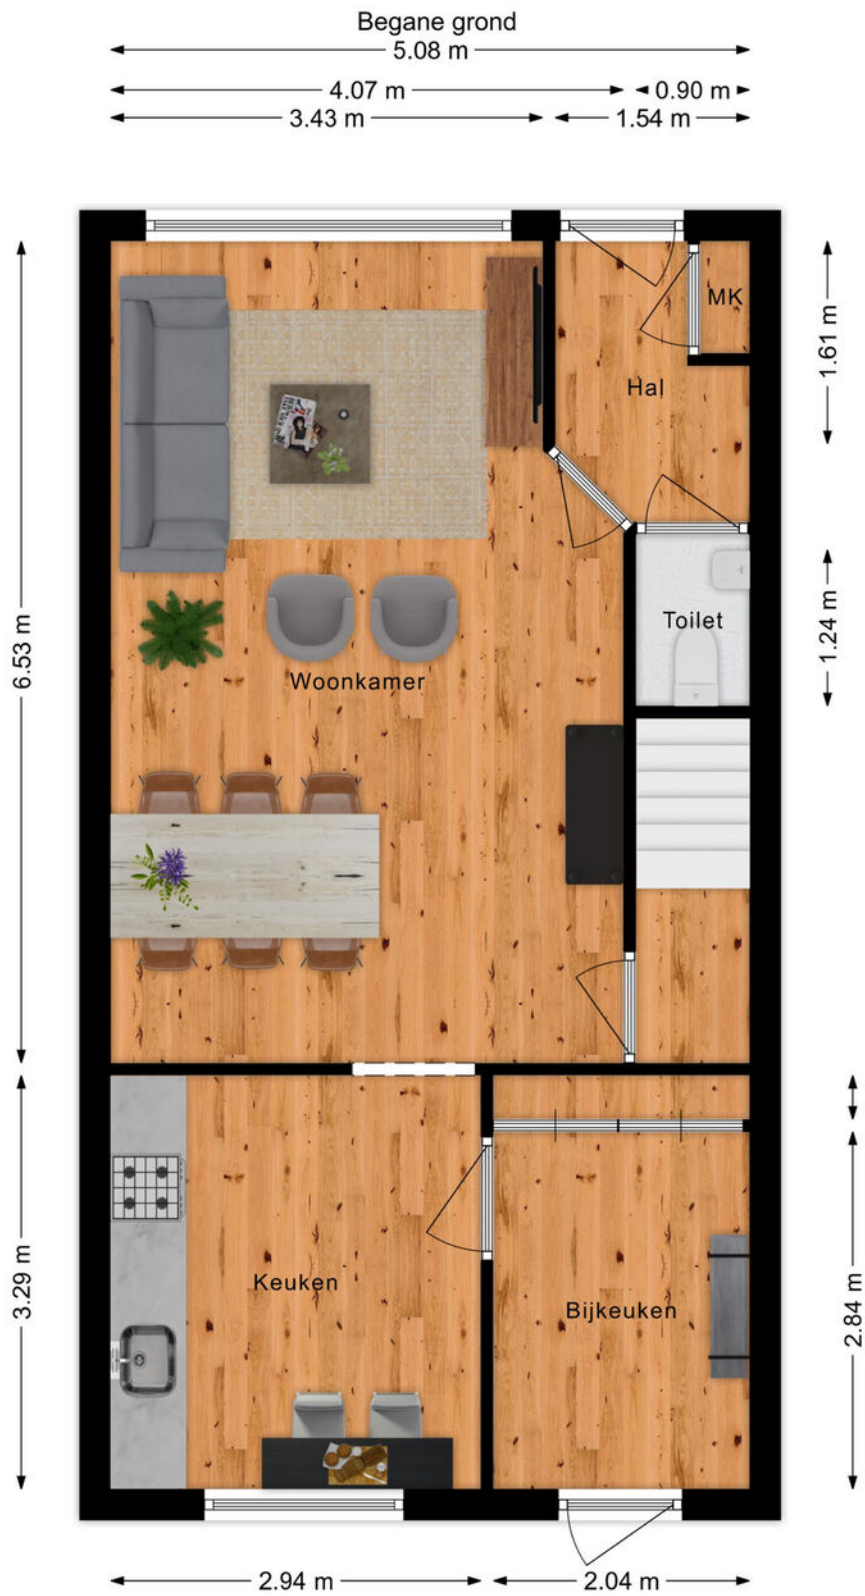 Begane grond
5.08 m
4.07 m
0.90 m
3.43 m
1.54 m
MK
1.61 m
Hal
6.53 m
1.24 m
Toilet
Woonkamer
3.29 m
Keuken
Bijkeuken
2.84 m
2.94 m
2.04 m